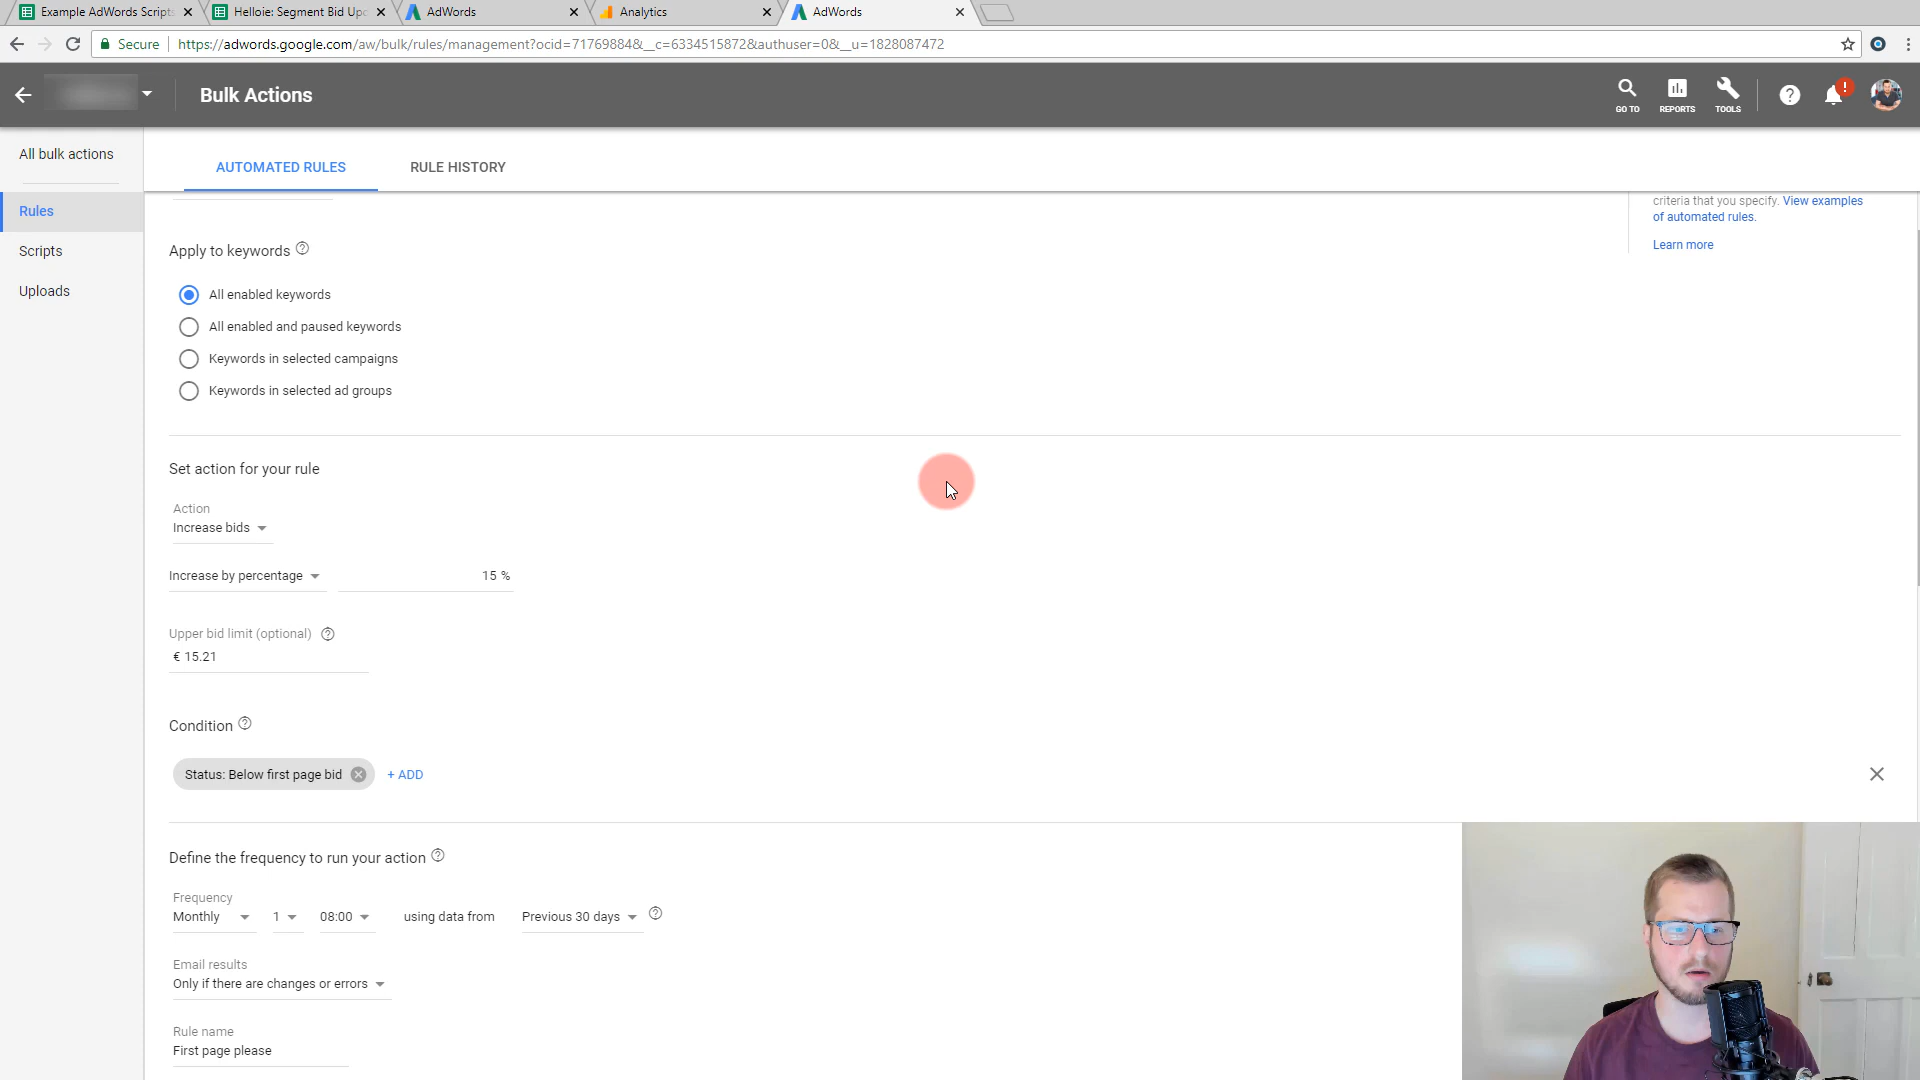 Example AdWords Scripts
Helloie: Segment Bid Upd
AdWords
Analytics
AdWords
Secure
https://adwords.google.com/aw/bulk/rules/management?ocid=71769884&__c=6334515872&authuser=0&__u=1828087472
Bulk Actions
GO TO
REPORTS
TOOLS
All bulk actions
Rules
Scripts
Uploads
AUTOMATED RULES
RULE HISTORY
criteria that you specify. View examples
of automated rules.
Learn more
Apply to keywords
All enabled keywords
All enabled and paused keywords
Keywords in selected campaigns
Keywords in selected ad groups
Set action for your rule
Action
Increase bids
Increase by percentage
15 %
Upper bid limit (optional)
€ 15.21
Condition
Status: Below first page bid
+ ADD
Define the frequency to run your action
Frequency
Monthly 1 08:00 using data from Previous 30 days
Email results
Only if there are changes or errors
Rule name
First page please